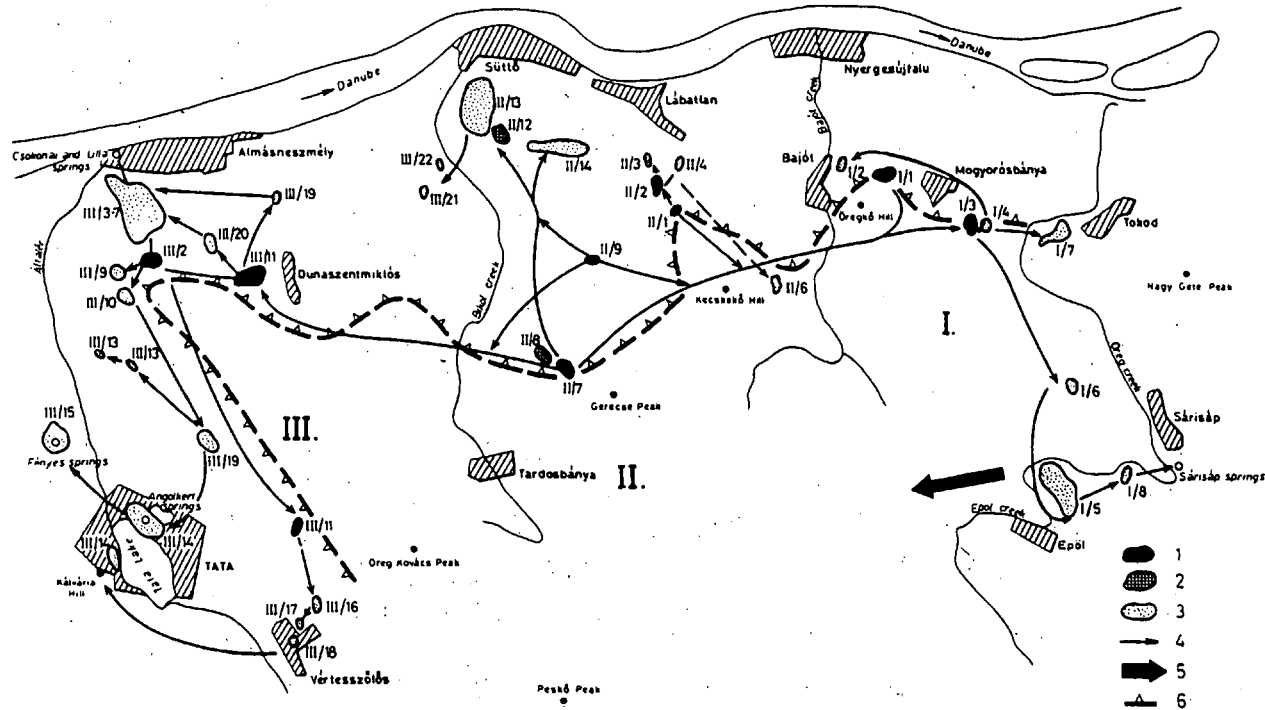 Danube
Danube
Süttő
Nyergesújfalu
Lábatlan
II/13
II/12
II/14
III/22
III/21
II/3
II/4
II/2
II/1
Bajót creek
Bajót
I/2
I/1
Mogyorósbánya
Öregkő Hill
I/3
I/4
I/7
Tokod
Csokonai and Lilla
springs
Almásneszmély
III/19
III/3-7
III/20
III/2
III/11
Dunaszentmiklós
III/9
III/10
Által ér
Bikol creek
II/9
Kecskekő Hill
II/6
Nagy Gete Peak
I.
III/13
III/13
II/8
II/7
Gerecse Peak
Öreg creek
I/6
III/15
Fényes springs
III/19
III.
Sárisáp
Tardosbánya
II.
Sárisáp springs
I/8
I/5
Epöl creek
Epöl
Angolkert
springs
III/14
III/14
Tata Lake
TATA
Kálvária
Hill
III/11
Öreg Kovács Peak
III/17
III/16
III/18
Vértesszőlős
Peskő Peak
1
2
3
4
5
6